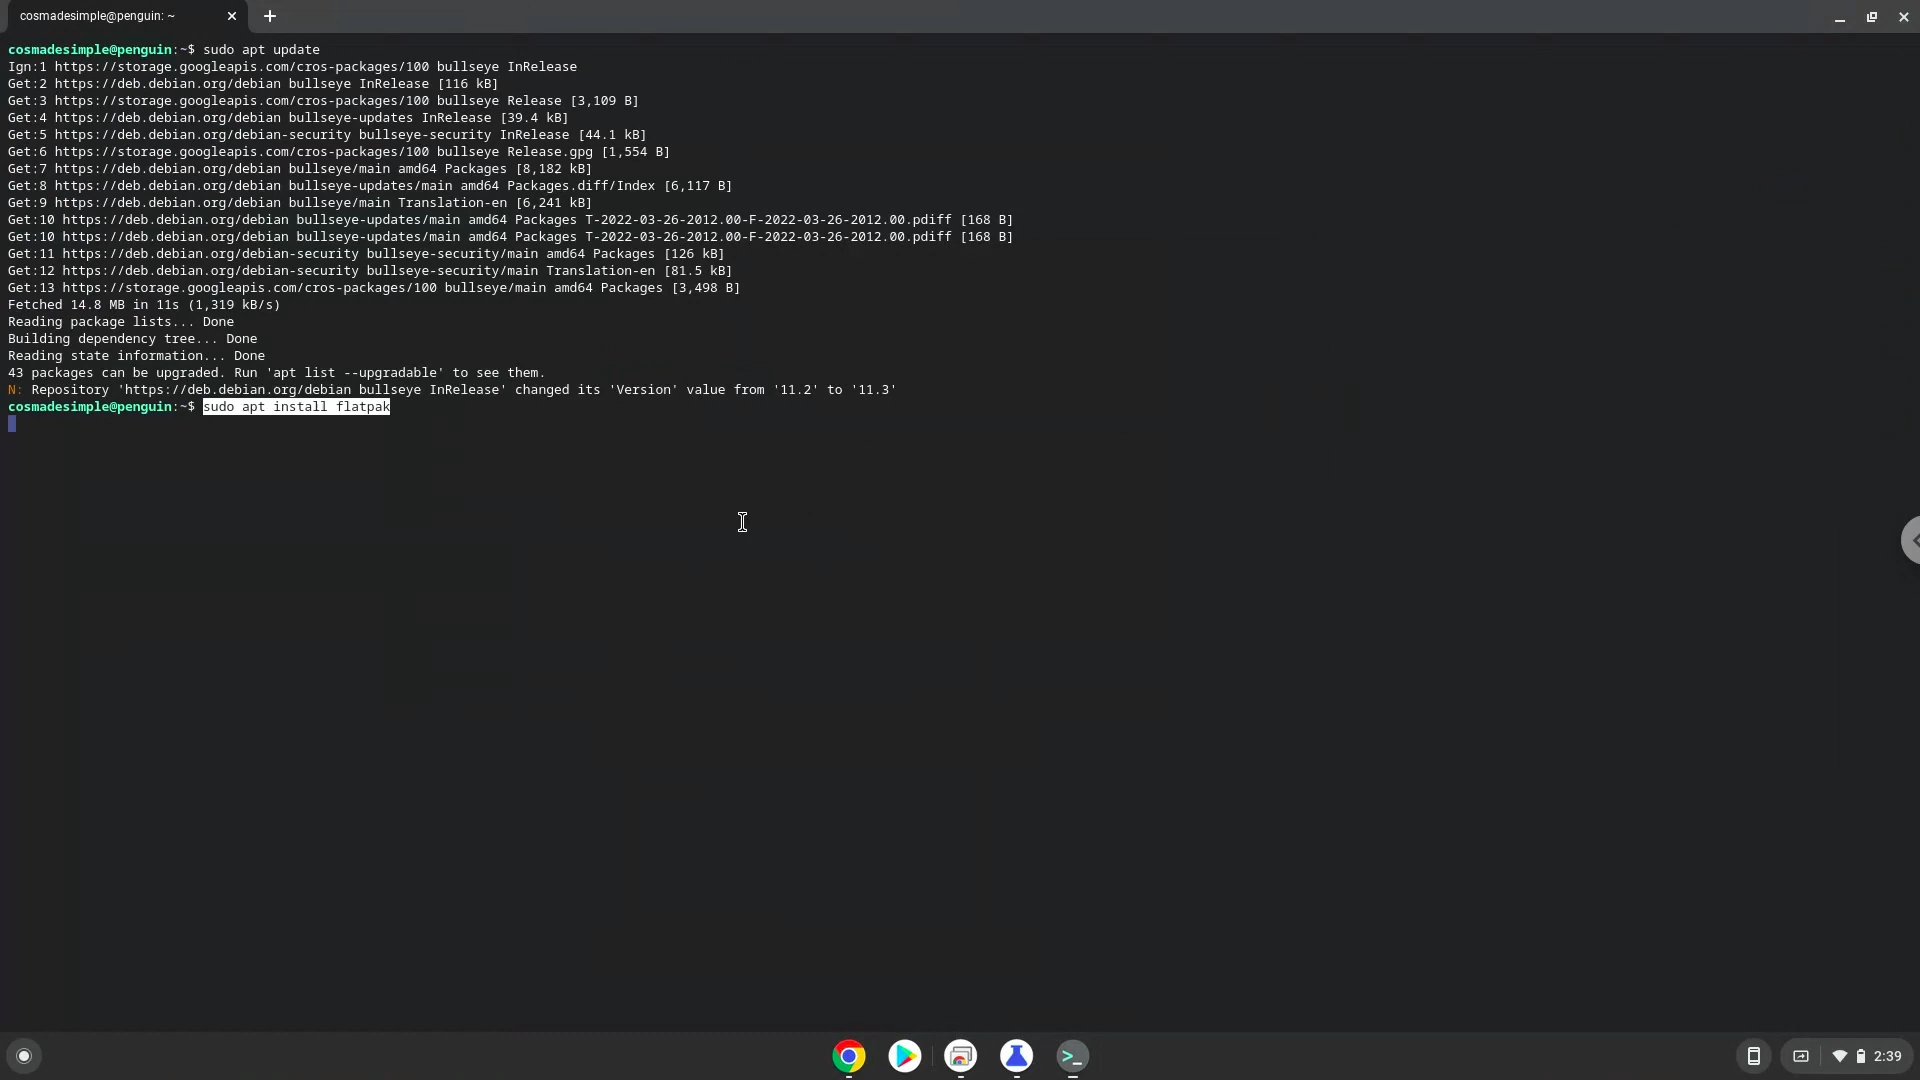 cosmadesimple@penguin: ~
cosmadesimple@penguin:~$ sudo apt update
Ign:1 https://storage.googleapis.com/cros-packages/100 bullseye InRelease
Get:2 https://deb.debian.org/debian bullseye InRelease [116 kB]
Get:3 https://storage.googleapis.com/cros-packages/100 bullseye Release [3,109 B]
Get:4 https://deb.debian.org/debian bullseye-updates InRelease [39.4 kB]
Get:5 https://deb.debian.org/debian-security bullseye-security InRelease [44.1 kB]
Get:6 https://storage.googleapis.com/cros-packages/100 bullseye Release.gpg [1,554 B]
Get:7 https://deb.debian.org/debian bullseye/main amd64 Packages [8,182 kB]
Get:8 https://deb.debian.org/debian bullseye-updates/main amd64 Packages.diff/Index [6,117 B]
Get:9 https://deb.debian.org/debian bullseye/main Translation-en [6,241 kB]
Get:10 https://deb.debian.org/debian bullseye-updates/main amd64 Packages T-2022-03-26-2012.00-F-2022-03-26-2012.00.pdiff [168 B]
Get:10 https://deb.debian.org/debian bullseye-updates/main amd64 Packages T-2022-03-26-2012.00-F-2022-03-26-2012.00.pdiff [168 B]
Get:11 https://deb.debian.org/debian-security bullseye-security/main amd64 Packages [126 kB]
Get:12 https://deb.debian.org/debian-security bullseye-security/main Translation-en [81.5 kB]
Get:13 https://storage.googleapis.com/cros-packages/100 bullseye/main amd64 Packages [3,498 B]
Fetched 14.8 MB in 11s (1,319 kB/s)
Reading package lists... Done
Building dependency tree... Done
Reading state information... Done
43 packages can be upgraded. Run 'apt list --upgradable' to see them.
N: Repository 'https://deb.debian.org/debian bullseye InRelease' changed its 'Version' value from '11.2' to '11.3'
cosmadesimple@penguin:~$ sudo apt install flatpak
2:39